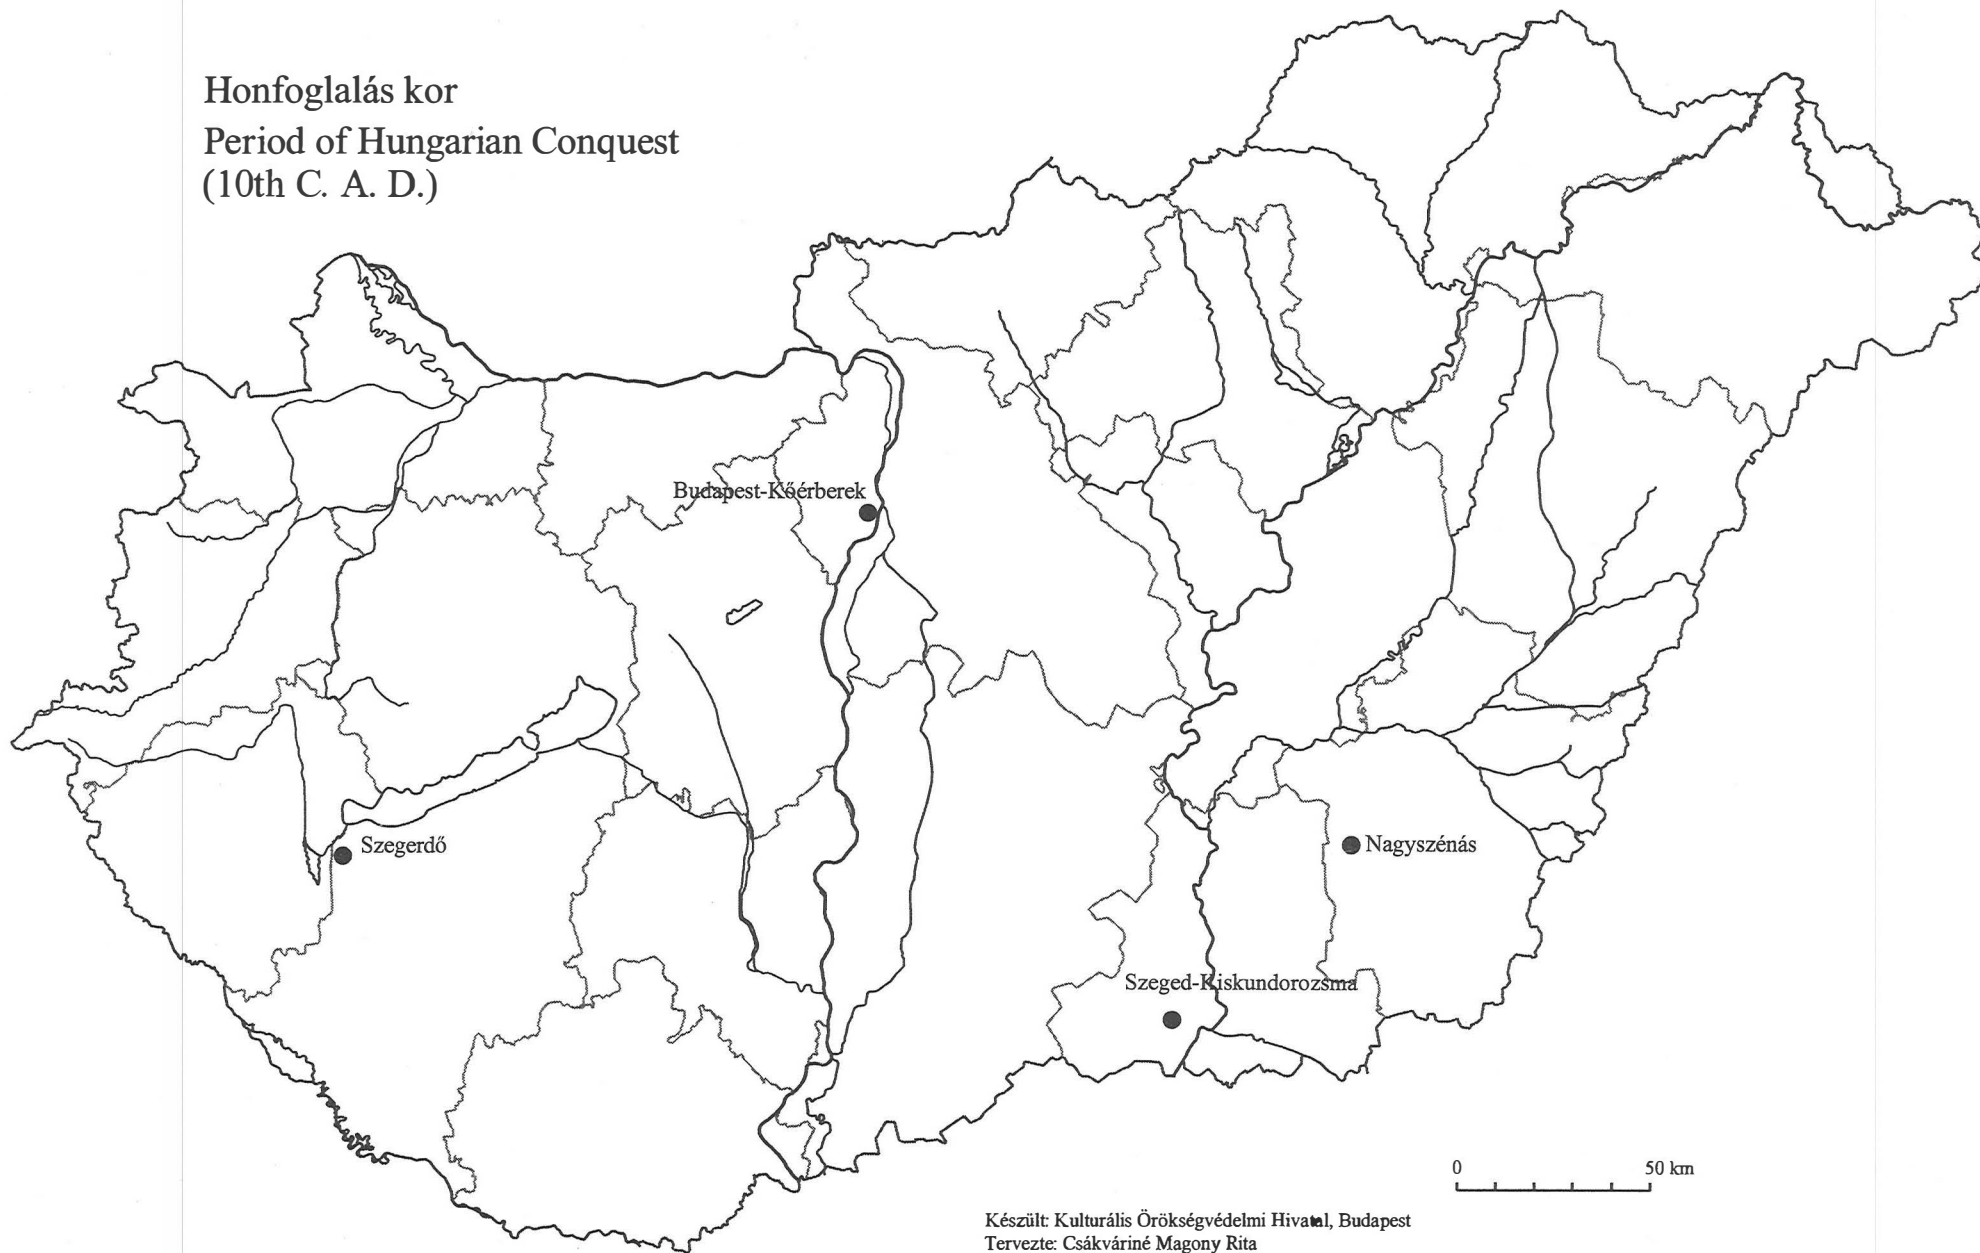 Honfoglalás kor
Period of Hungarian Conquest
(10th C. A. D.)
Budapest-Kőérberek
Szegerdő
Nagyszénás
Szeged-Kiskundorozsma
0 50 km
Készült: Kulturális Örökségvédelmi Hivatal, Budapest
Tervezte: Csákváriné Magony Rita